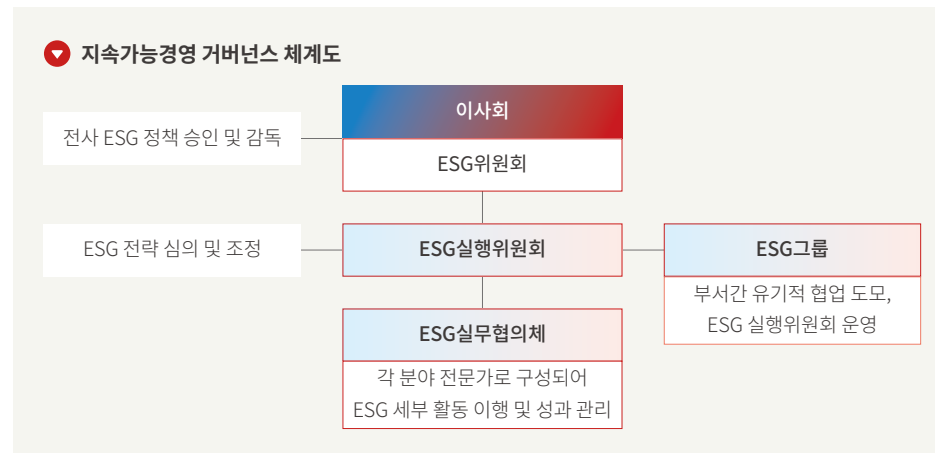 지속가능경영 거버넌스 체계도
이사회
전사 ESG 정책 승인 및 감독
ESG위원회
ESG 전략 심의 및 조정
ESG실행위원회
ESG그룹
부서간 유기적 협업 도모,
ESG 실행위원회 운영
ESG실무협의체
각 분야 전문가로 구성되어
ESG 세부 활동 이행 및 성과 관리